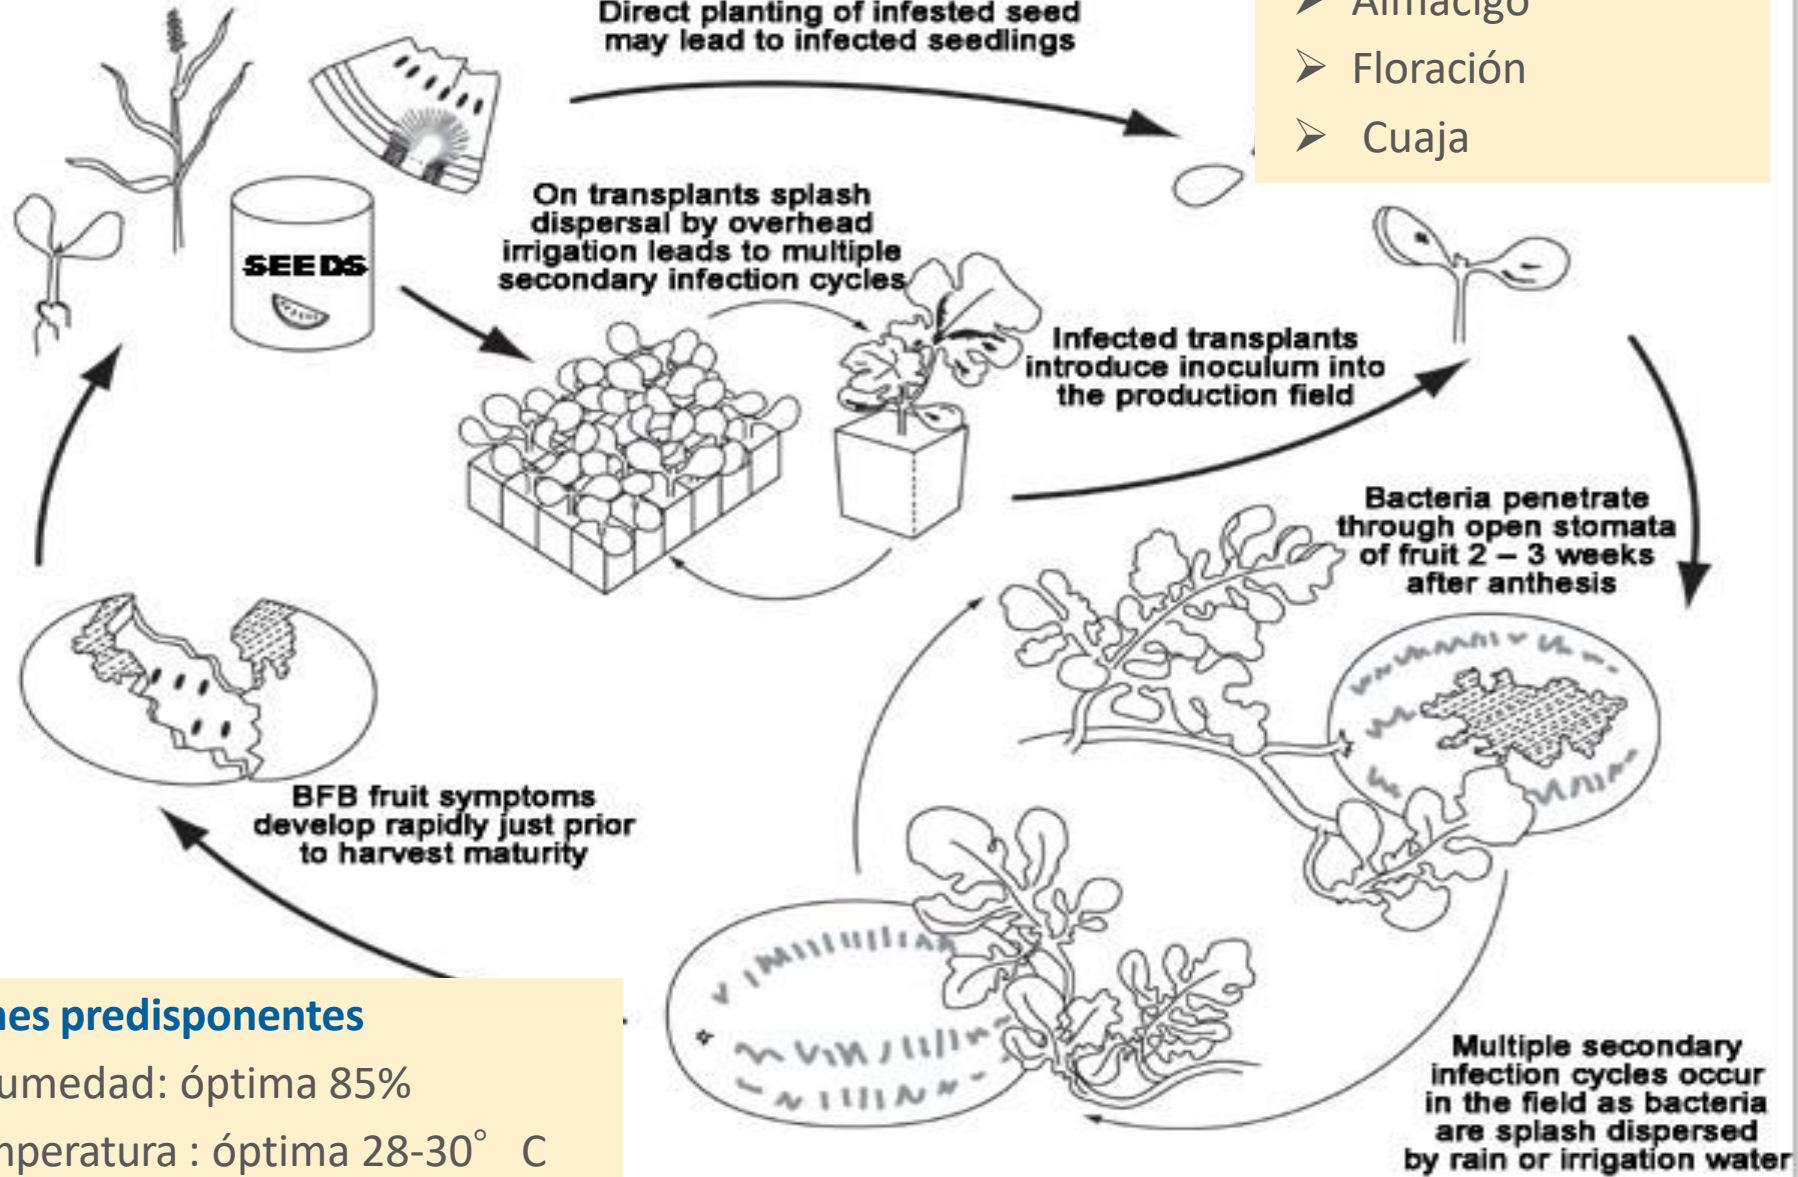 Direct planting of infested seed
may lead to infected seedlings
Almácigo
➤ Floración
➤ Cuaja
On transplants splash
dispersal by overhead
irrigation leads to multiple
secondary infection cycles
SEEDS
Infected transplants
introduce inoculum into
the production field
Bacteria penetrate
through open stomata
of fruit 2 – 3 weeks
after anthesis
BFB fruit symptoms
develop rapidly just prior
to harvest maturity
nes predisponentes
umedad: óptima 85%
mperatura : óptima 28-30° C
Multiple secondary
infection cycles occur
in the field as bacteria
are splash dispersed
by rain or irrigation water